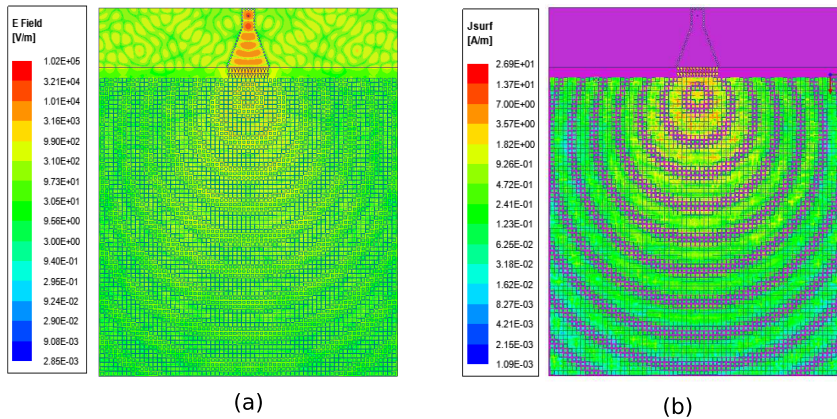 E Field
[V/m]
1.02E+05
3.21E+04
1.01E+04
3.16E+03
9.90E+02
3.10E+02
9.73E+01
3.05E+01
9.56E+00
3.00E+00
9.40E-01
2.95E-01
9.24E-02
2.90E-02
9.08E-03
2.85E-03
(a)
Jsurf
[A/m]
2.69E+01
1.37E+01
7.00E+00
3.57E+00
1.82E+00
9.26E-01
4.72E-01
2.41E-01
1.23E-01
6.25E-02
3.18E-02
1.62E-02
8.27E-03
4.21E-03
2.15E-03
1.09E-03
(b)